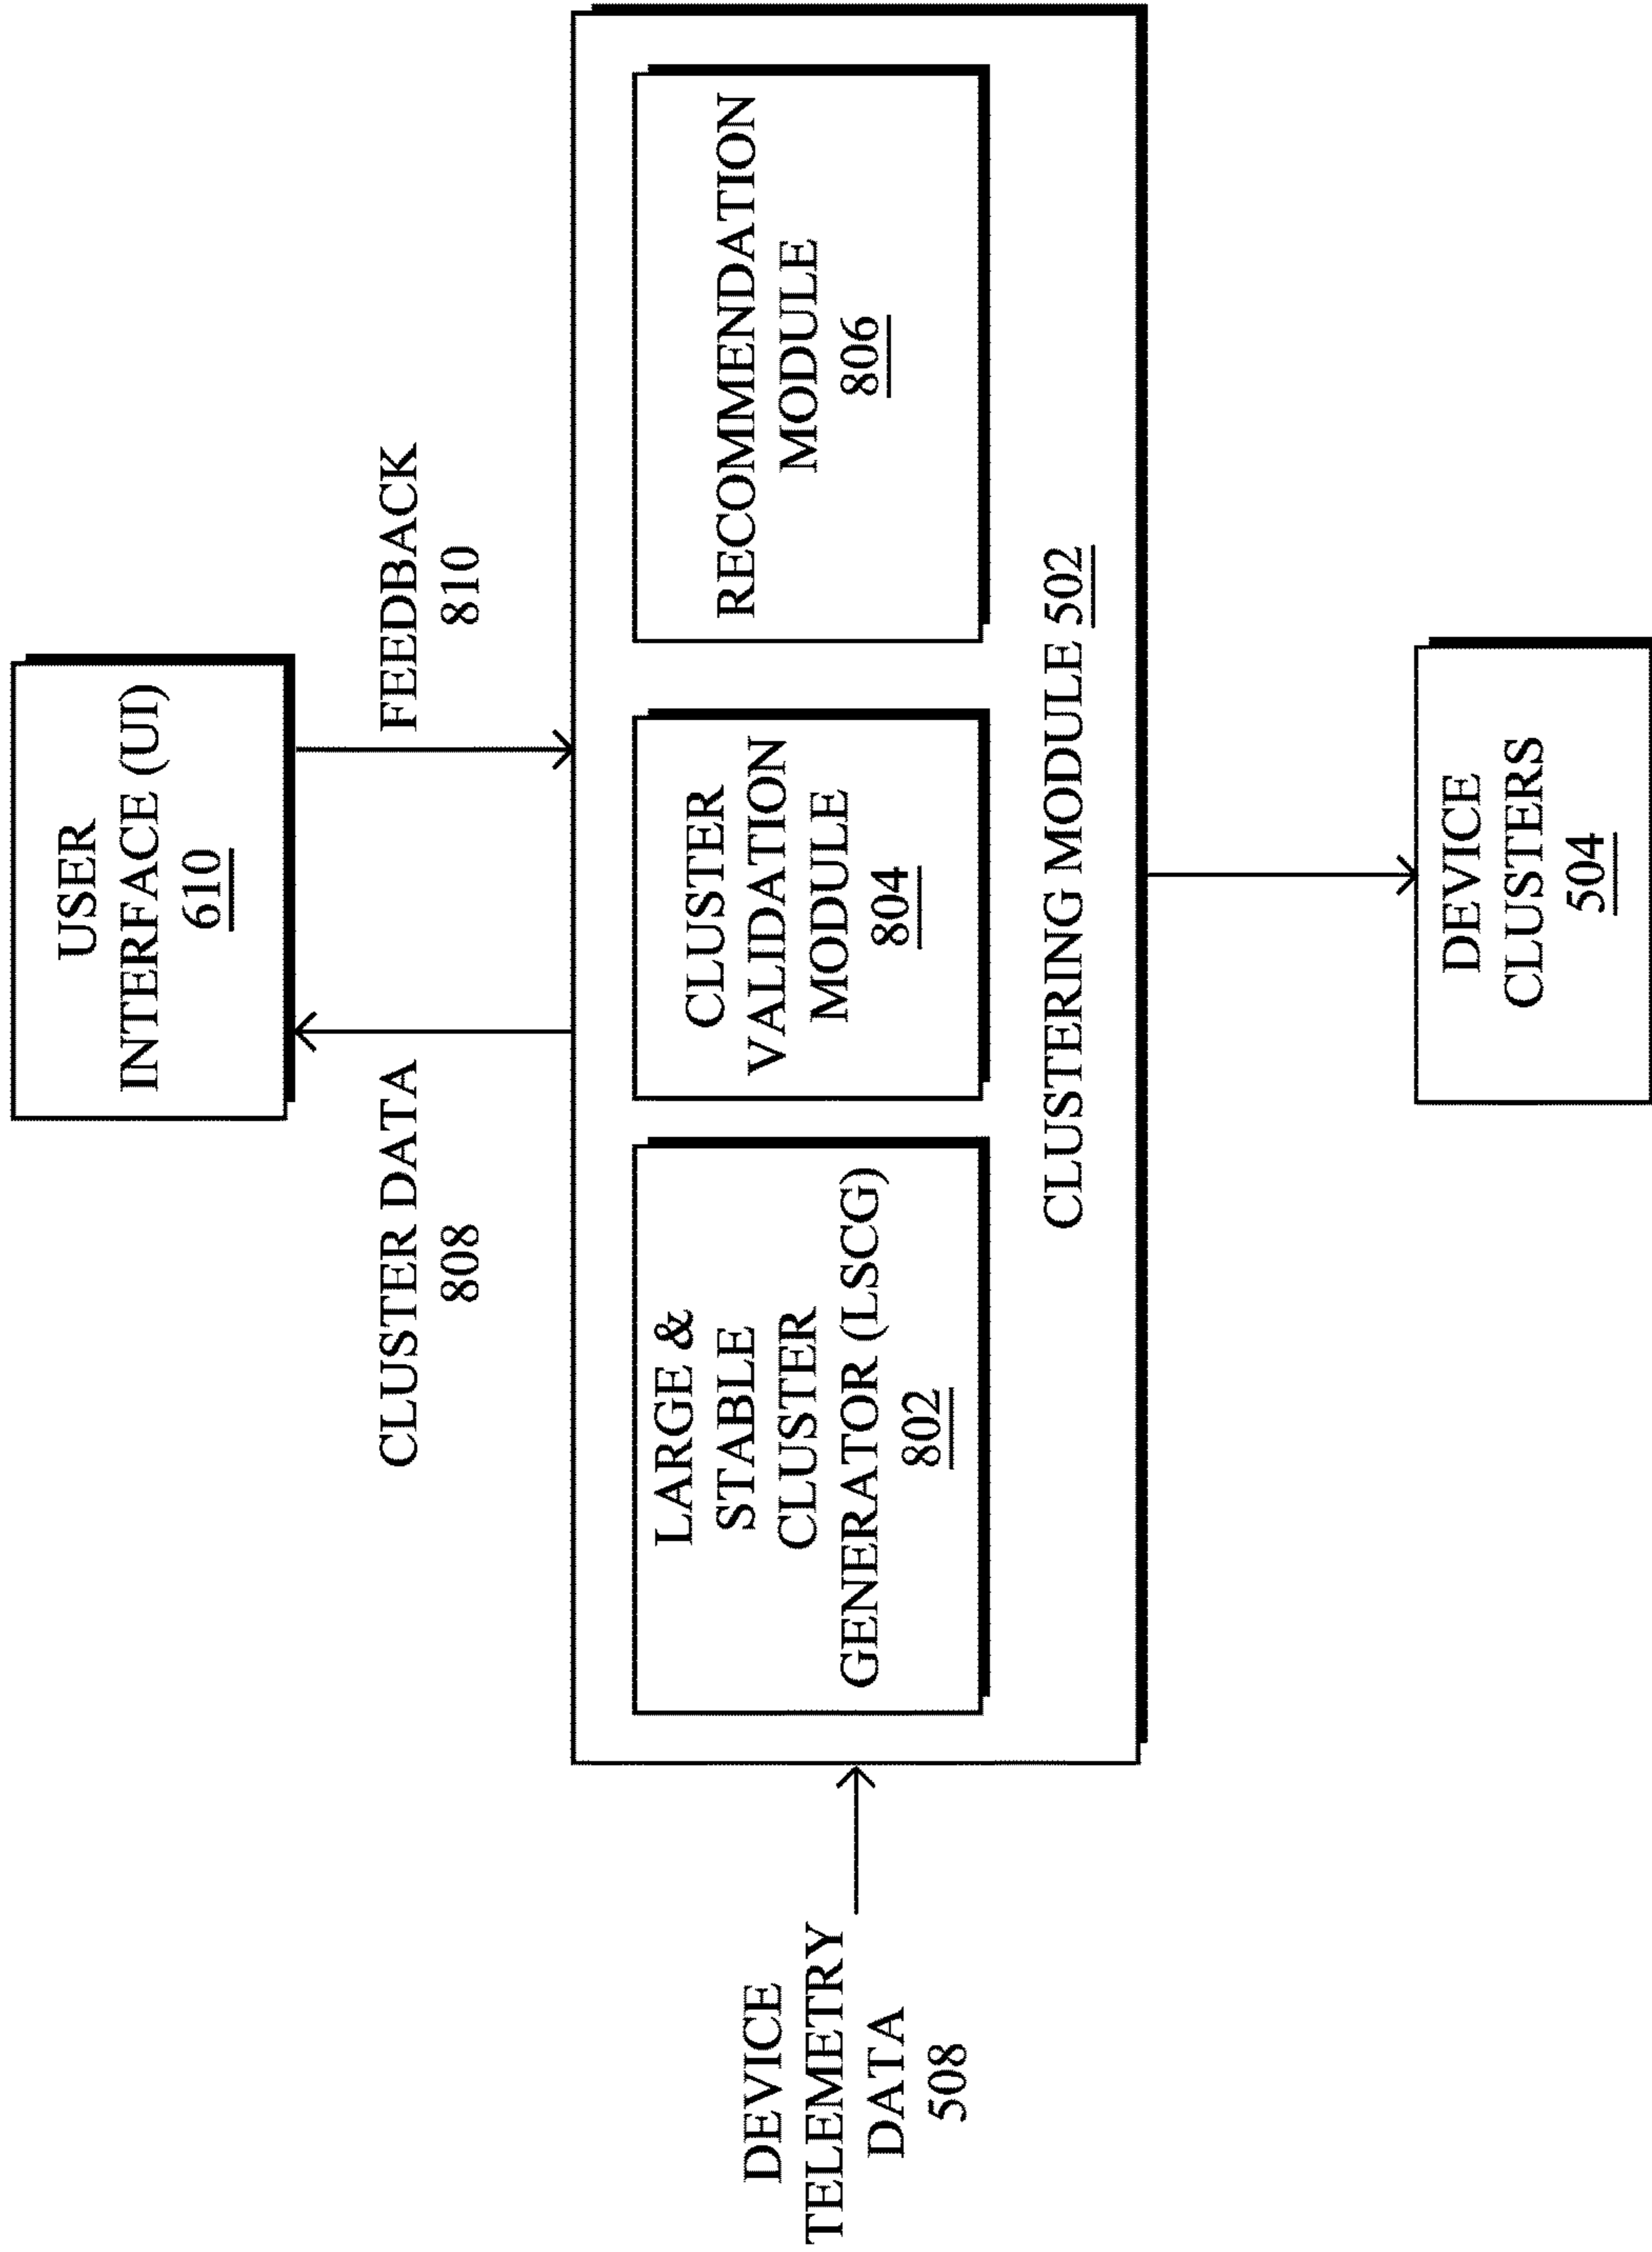 USER
INTERFACE (UI)
610
CLUSTER DATA
808
FEEDBACK
810
DEVICE
TELEMETRY
DATA
508
LARGE &
STABLE
CLUSTER
GENERATOR (LSCG)
802
CLUSTER
VALIDATION
MODULE
804
RECOMMENDATION
MODULE
806
CLUSTERING MODULE 502
DEVICE
CLUSTERS
504